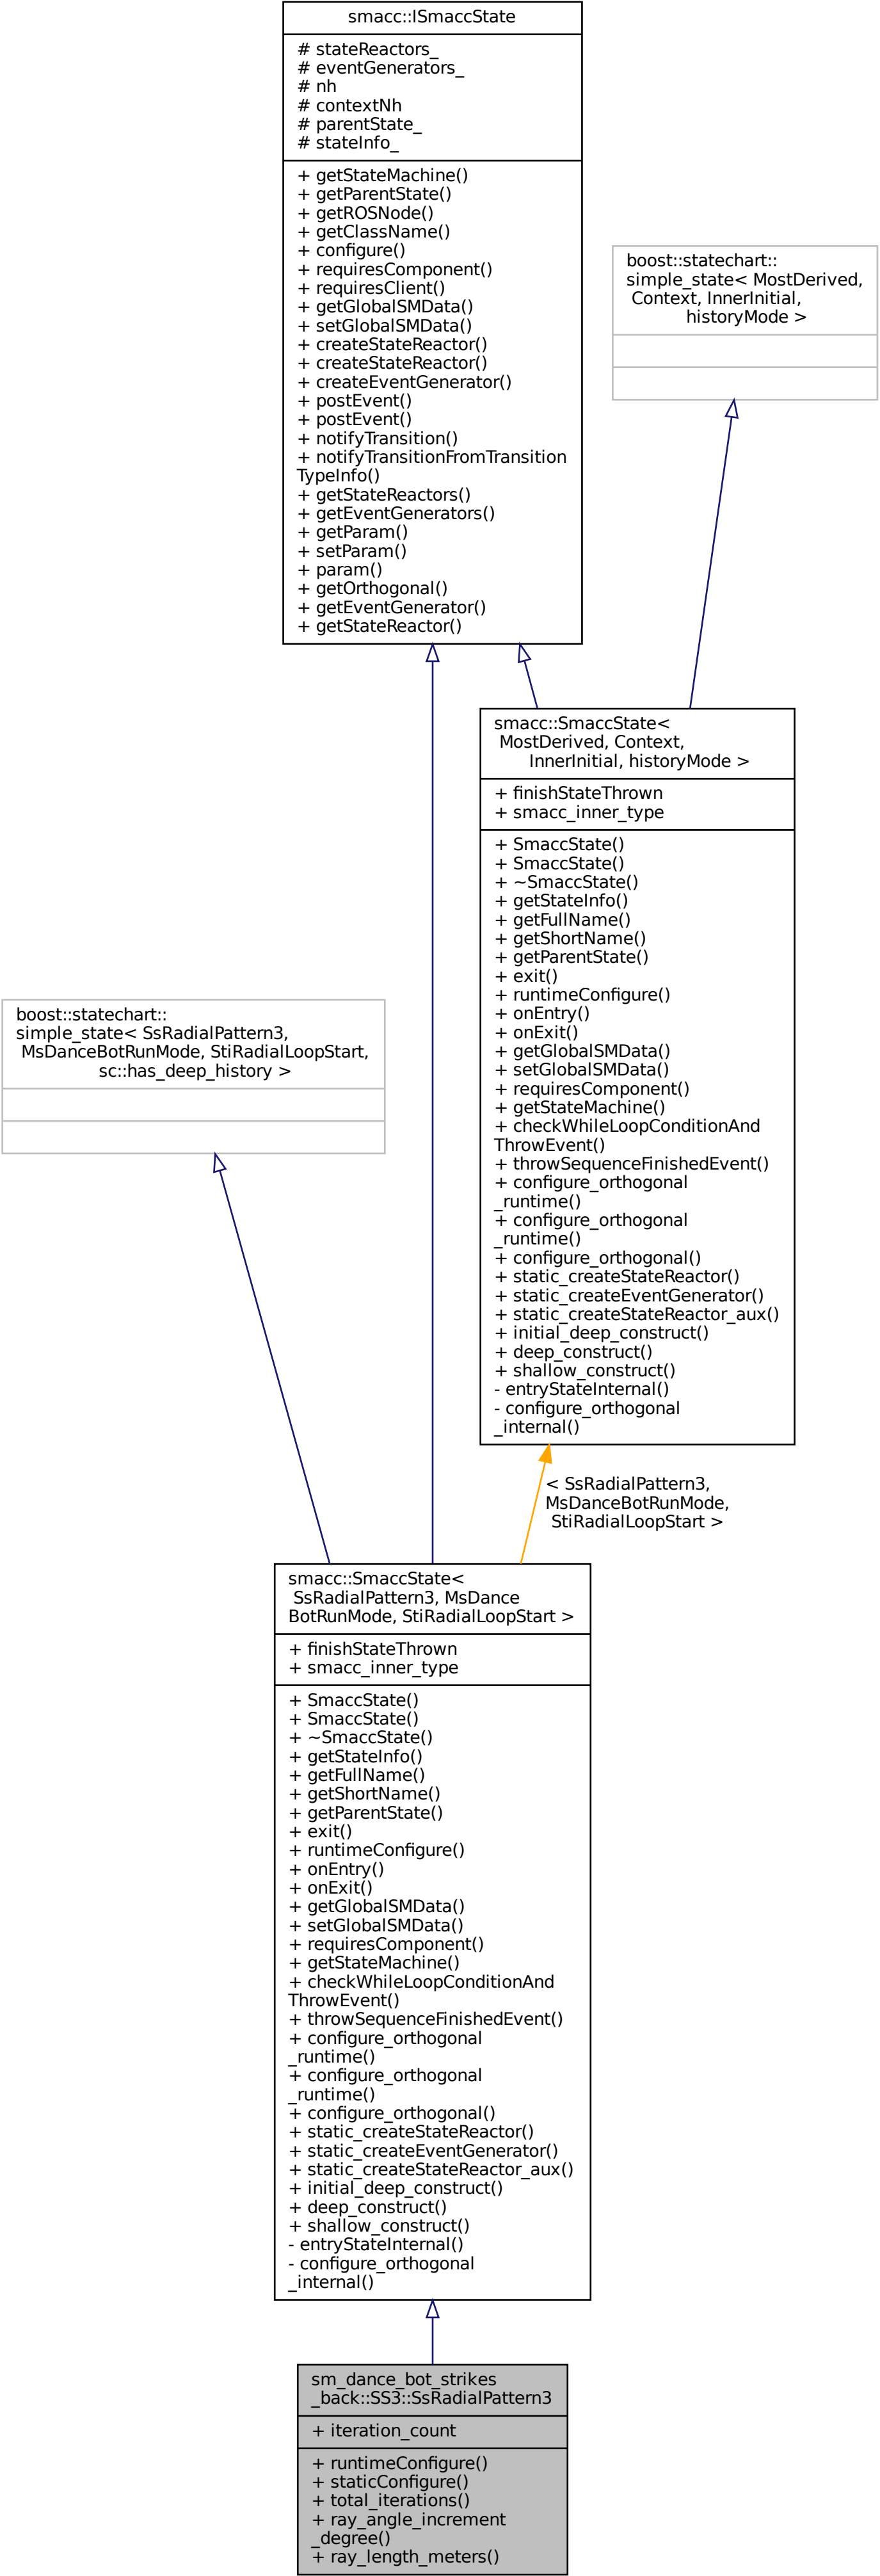 smacc::ISmaccState
# stateReactors_
# eventGenerators_
# nh
# contextNh
# parentState_
# stateInfo_
+ getStateMachine()
+ getParentState()
+ getROSNode()
+ getClassName()
+ configure()
+ requiresComponent()
+ requiresClient()
+ getGlobalSMData()
+ setGlobalSMData()
+ createStateReactor()
+ createStateReactor()
+ createEventGenerator()
+ postEvent()
+ postEvent()
+ notifyTransition()
+ notifyTransitionFromTransition
TypeInfo()
+ getStateReactors()
+ getEventGenerators()
+ getParam()
+ setParam()
+ param()
+ getOrthogonal()
+ getEventGenerator()
+ getStateReactor()
boost::statechart::
simple_state< MostDerived,
Context, InnerInitial,
historyMode >
smacc::SmaccState<
MostDerived, Context,
InnerInitial, historyMode >
+ finishStateThrown
+ smacc_inner_type
+ SmaccState()
+ SmaccState()
+ ~SmaccState()
+ getStateInfo()
+ getFullName()
+ getShortName()
+ getParentState()
+ exit()
+ runtimeConfigure()
+ onEntry()
+ onExit()
+ getGlobalSMData()
+ setGlobalSMData()
+ requiresComponent()
+ getStateMachine()
+ checkWhileLoopConditionAnd
ThrowEvent()
+ throwSequenceFinishedEvent()
+ configure_orthogonal
_runtime()
+ configure_orthogonal
_runtime()
+ configure_orthogonal()
+ static_createStateReactor()
+ static_createEventGenerator()
+ static_createStateReactor_aux()
+ initial_deep_construct()
+ deep_construct()
+ shallow_construct()
- entryStateInternal()
- configure_orthogonal
_internal()
boost::statechart::
simple_state< SsRadialPattern3,
MsDanceBotRunMode, StiRadialLoopStart,
sc::has_deep_history >
< SsRadialPattern3,
MsDanceBotRunMode,
StiRadialLoopStart >
smacc::SmaccState<
SsRadialPattern3, MsDance
BotRunMode, StiRadialLoopStart >
+ finishStateThrown
+ smacc_inner_type
+ SmaccState()
+ SmaccState()
+ ~SmaccState()
+ getStateInfo()
+ getFullName()
+ getShortName()
+ getParentState()
+ exit()
+ runtimeConfigure()
+ onEntry()
+ onExit()
+ getGlobalSMData()
+ setGlobalSMData()
+ requiresComponent()
+ getStateMachine()
+ checkWhileLoopConditionAnd
ThrowEvent()
+ throwSequenceFinishedEvent()
+ configure_orthogonal
_runtime()
+ configure_orthogonal
_runtime()
+ configure_orthogonal()
+ static_createStateReactor()
+ static_createEventGenerator()
+ static_createStateReactor_aux()
+ initial_deep_construct()
+ deep_construct()
+ shallow_construct()
- entryStateInternal()
- configure_orthogonal
_internal()
sm_dance_bot_strikes
_back::SS3::SsRadialPattern3
+ iteration_count
+ runtimeConfigure()
+ staticConfigure()
+ total_iterations()
+ ray_angle_increment
_degree()
+ ray_length_meters()